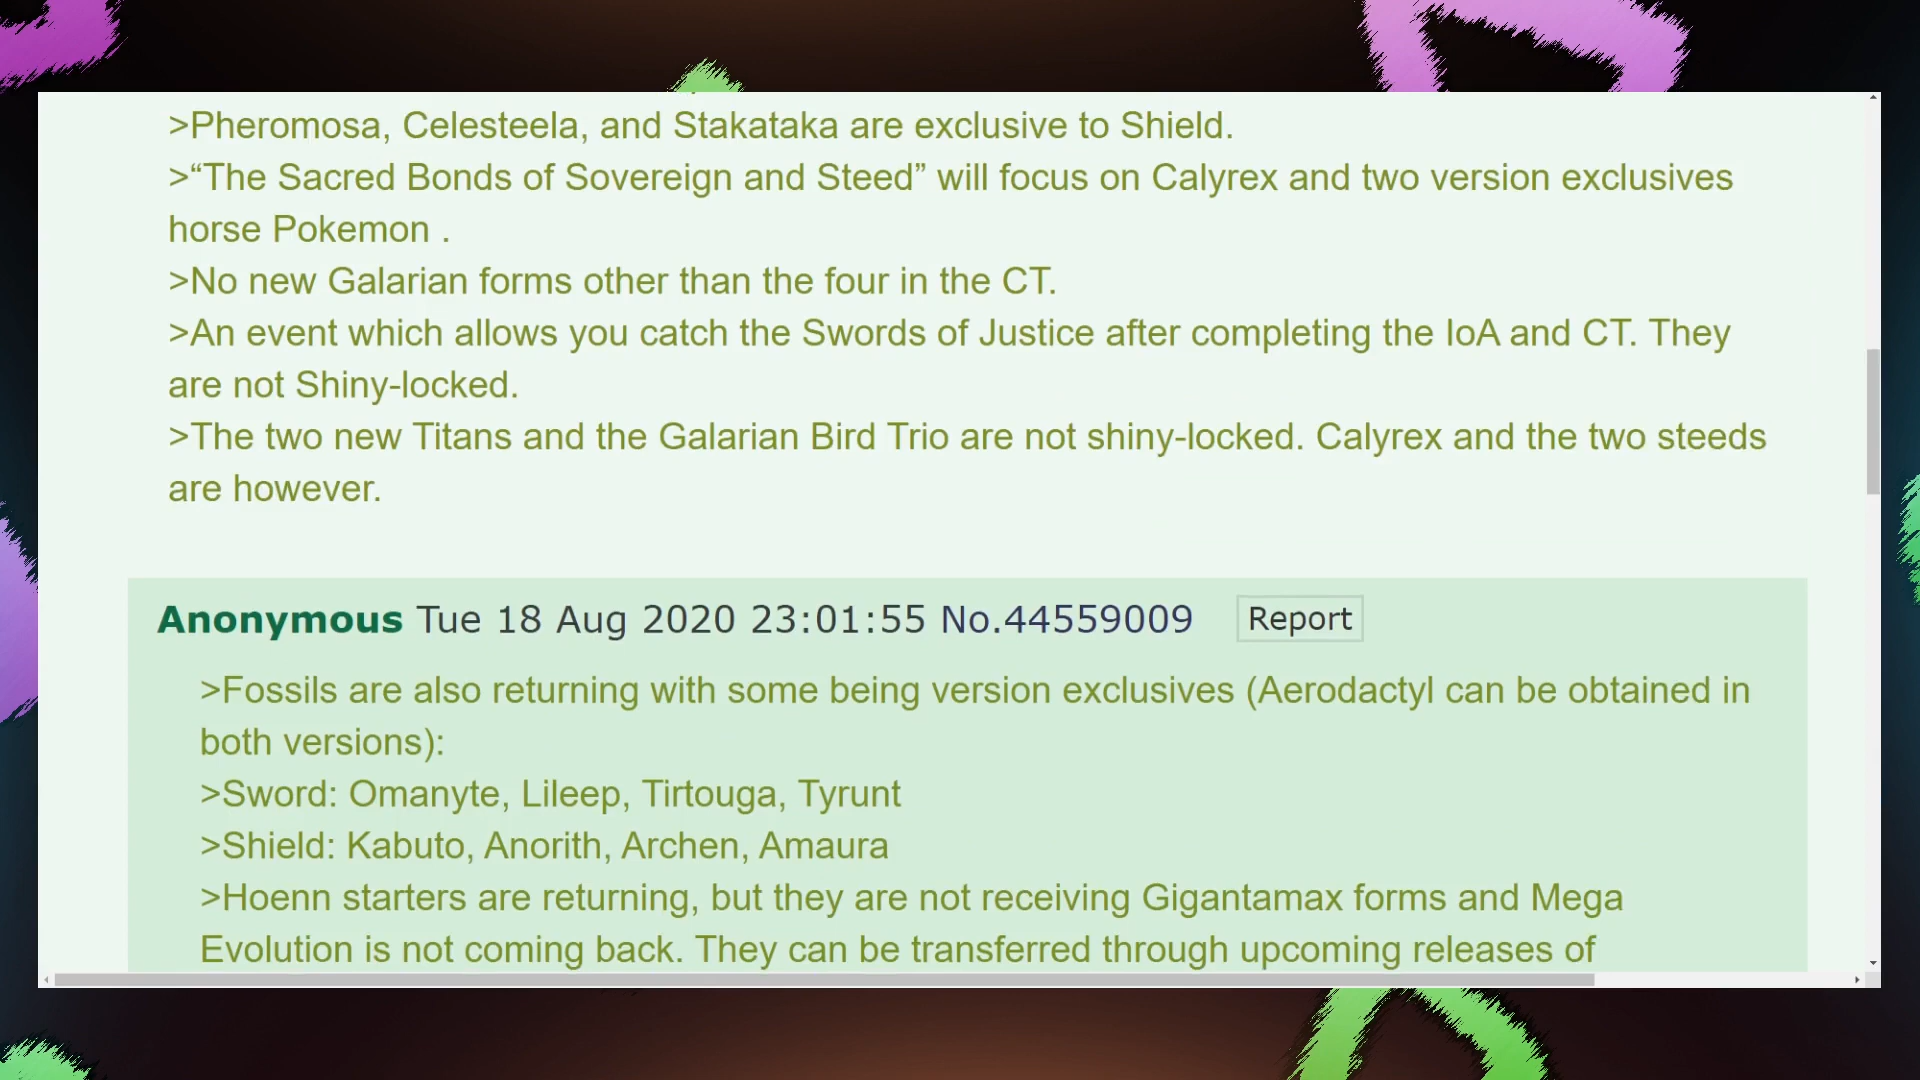 >Pheromosa, Celesteela, and Stakataka are exclusive to Shield.
>“The Sacred Bonds of Sovereign and Steed” will focus on Calyrex and two version exclusives
horse Pokemon .
>No new Galarian forms other than the four in the CT.
>An event which allows you catch the Swords of Justice after completing the IoA and CT. They
are not Shiny-locked.
>The two new Titans and the Galarian Bird Trio are not shiny-locked. Calyrex and the two steeds
are however.
Anonymous Tue 18 Aug 2020 23:01:55 No.44559009 Report
>Fossils are also returning with some being version exclusives (Aerodactyl can be obtained in
both versions):
>Sword: Omanyte, Lileep, Tirtouga, Tyrunt
>Shield: Kabuto, Anorith, Archen, Amaura
>Hoenn starters are returning, but they are not receiving Gigantamax forms and Mega
Evolution is not coming back. They can be transferred through upcoming releases of